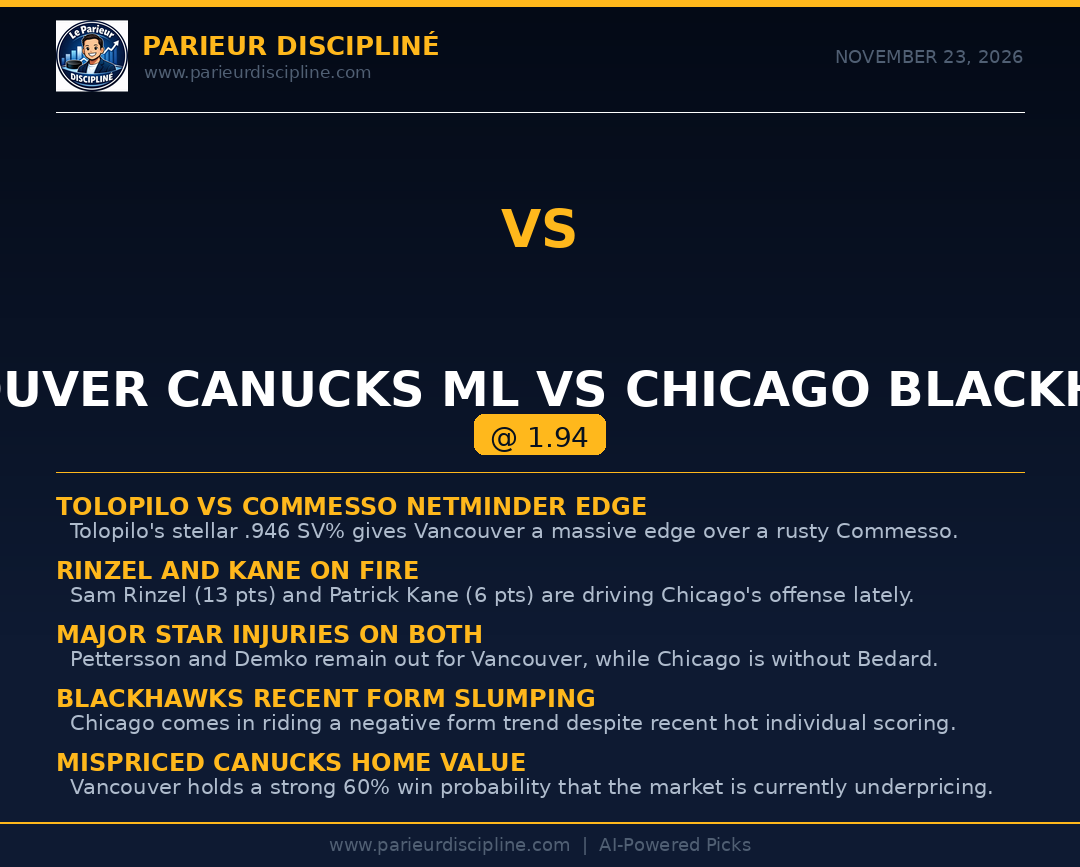 Le Parieur
DISCIPLINÉ
PARIEUR DISCIPLINÉ
www.parieurdiscipline.com
NOVEMBER 23, 2026
VS
OUVER CANUCKS ML VS CHICAGO BLACKH
@ 1.94
TOLOPILO VS COMMESSO NETMINDER EDGE
Tolopilo's stellar .946 SV% gives Vancouver a massive edge over a rusty Commesso.
RINZEL AND KANE ON FIRE
Sam Rinzel (13 pts) and Patrick Kane (6 pts) are driving Chicago's offense lately.
MAJOR STAR INJURIES ON BOTH
Pettersson and Demko remain out for Vancouver, while Chicago is without Bedard.
BLACKHAWKS RECENT FORM SLUMPING
Chicago comes in riding a negative form trend despite recent hot individual scoring.
MISPRICED CANUCKS HOME VALUE
Vancouver holds a strong 60% win probability that the market is currently underpricing.
www.parieurdiscipline.com | AI-Powered Picks